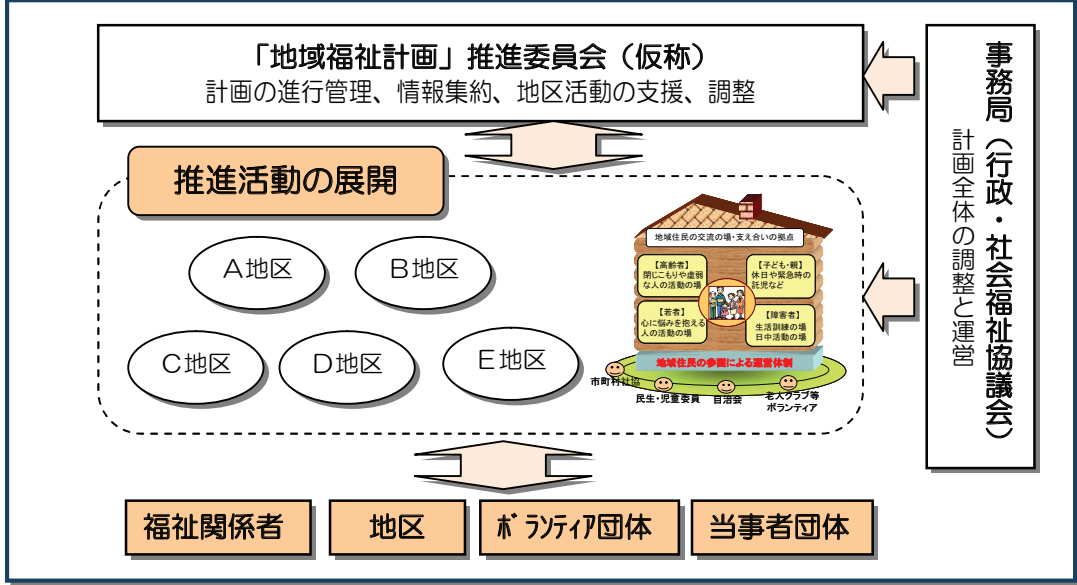 「地域福祉計画」推進委員会（仮称）
計画の進行管理、情報集約、地区活動の支援、調整
事務局（行政・社会福祉協議会）
計画全体の調整と運営
推進活動の展開
A地区
B地区
C地区
D地区
E地区
地域住民の交流の場・支え合いの拠点
【高齢者】
閉じこもりや虚弱
な人の活動の場
【子ども・親】
休日や緊急時の
託児など
【若者】
心に悩みを抱える
人の活動の場
【障害者】
生活訓練の場
日中活動の場
地域住民の参画による運営体制
市町村社協
民生・児童委員
自治会
老人クラブ等
ボランティア
福祉関係者
地区
ボランティア団体
当事者団体